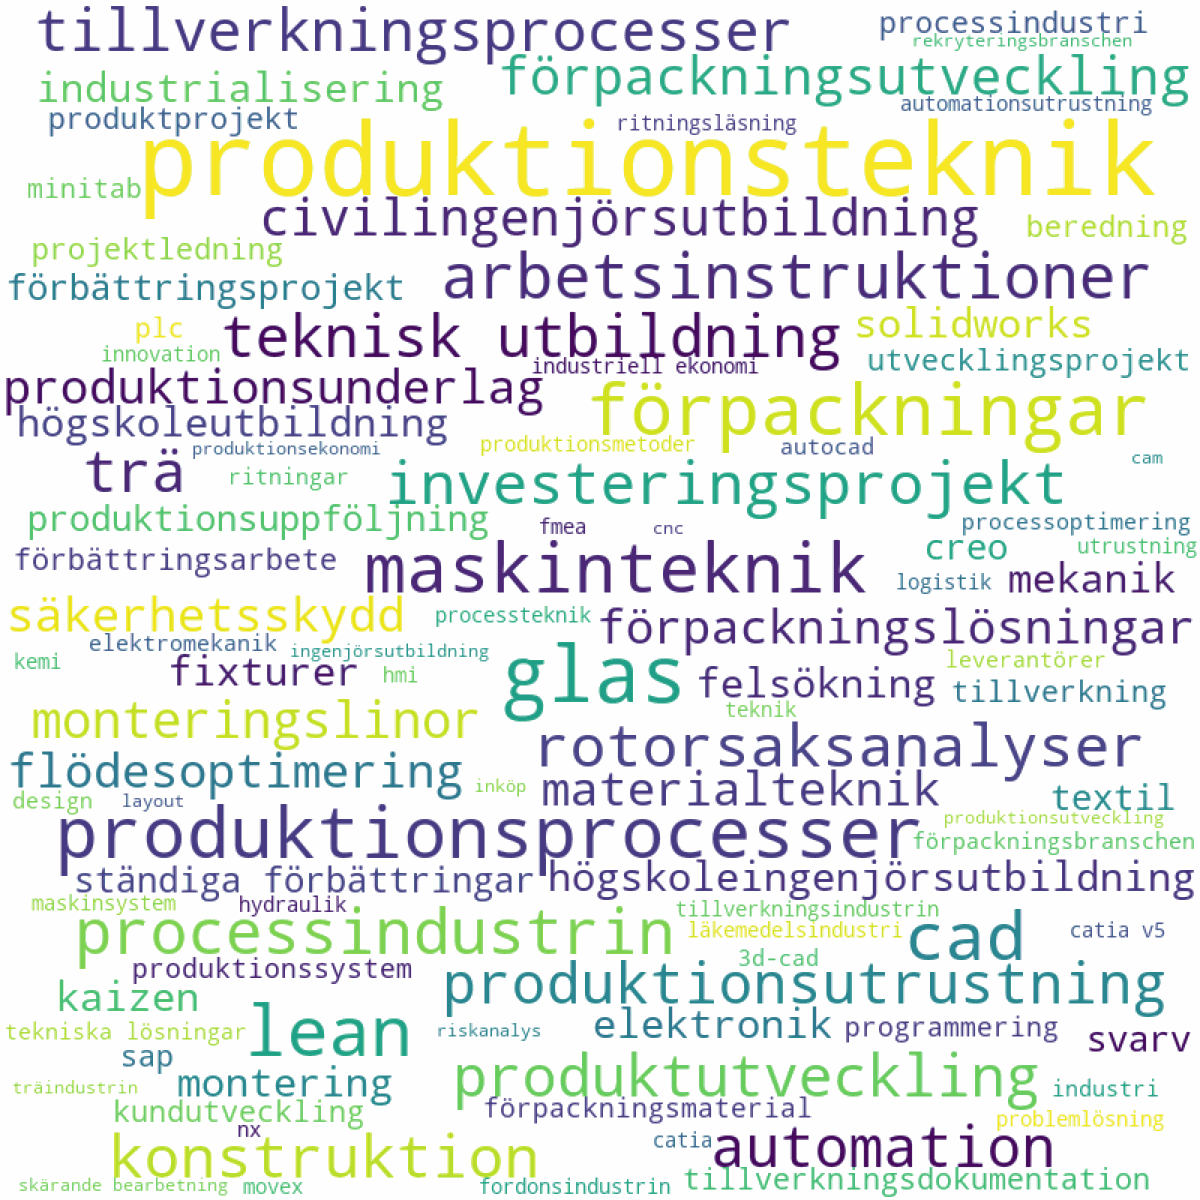 tillverkningsprocesser
processindustri
rekryteringsbranschen
industrialisering
förpackningsutveckling
produktprojekt
ritningsläsning
automationsutrustning
produktionsteknik
minitab
civilingenjörsutbildning
beredning
projektledning
arbetsinstruktioner
förbättringsprojekt
plc
teknisk utbildning
solidworks
innovation
industriell ekonomi
utvecklingsprojekt
produktionsunderlag
förpackningar
högskoleutbildning
produktionsekonomi
produktionsmetoder
autocad
cam
trä
ritningar
investeringsprojekt
produktionsuppföljning
fmea
cnc
processoptimering
förbättringsarbete
maskinteknik
creo
utrustning
logistik
mekanik
säkerhetsskydd
processteknik
förpackningslösningar
elektromekanik
ingenjörsutbildning
kemi
fixturer
hmi
glas
leverantörer
felsökning
tillverkning
teknik
monteringslinor
rotorsaksanalyser
flödesoptimering
inköp
materialteknik
textil
design
layout
produktionsprocesser
produktionsutveckling
förpackningsbranschen
ständiga förbättringar
högskoleingenjörsutbildning
maskinsystem
hydraulik
tillverkningsindustrin
processindustrin
läkemedelsindustri
cad
catia v5
3d-cad
produktionssystem
produktionsutrustning
kaizen
lean
tekniska lösningar
riskanalys
elektronik
programmering
svarv
sap
träindustrin
montering
produktutveckling
industri
kundutveckling
förpackningsmaterial
problemlösning
nx
konstruktion
catia
automation
skärande bearbetning
movex
fordonsindustrin
tillverkningsdokumentation